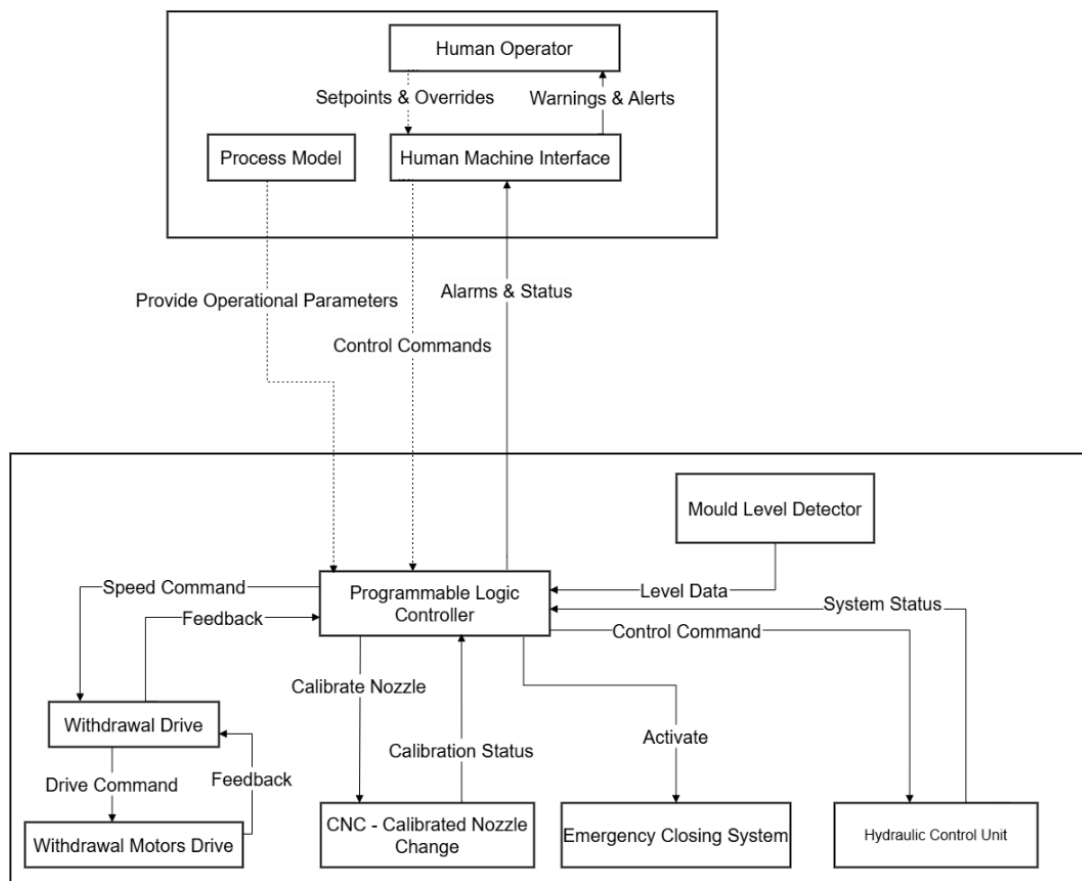 Human Operator
Setpoints & Overrides
Warnings & Alerts
Process Model
Human Machine Interface
Provide Operational Parameters
Alarms & Status
Control Commands
Mould Level Detector
Speed Command
Programmable Logic
Controller
Level Data
System Status
Feedback
Control Command
Calibrate Nozzle
Withdrawal Drive
Calibration Status
Activate
Drive Command
Feedback
Withdrawal Motors Drive
CNC - Calibrated Nozzle
Change
Emergency Closing System
Hydraulic Control Unit